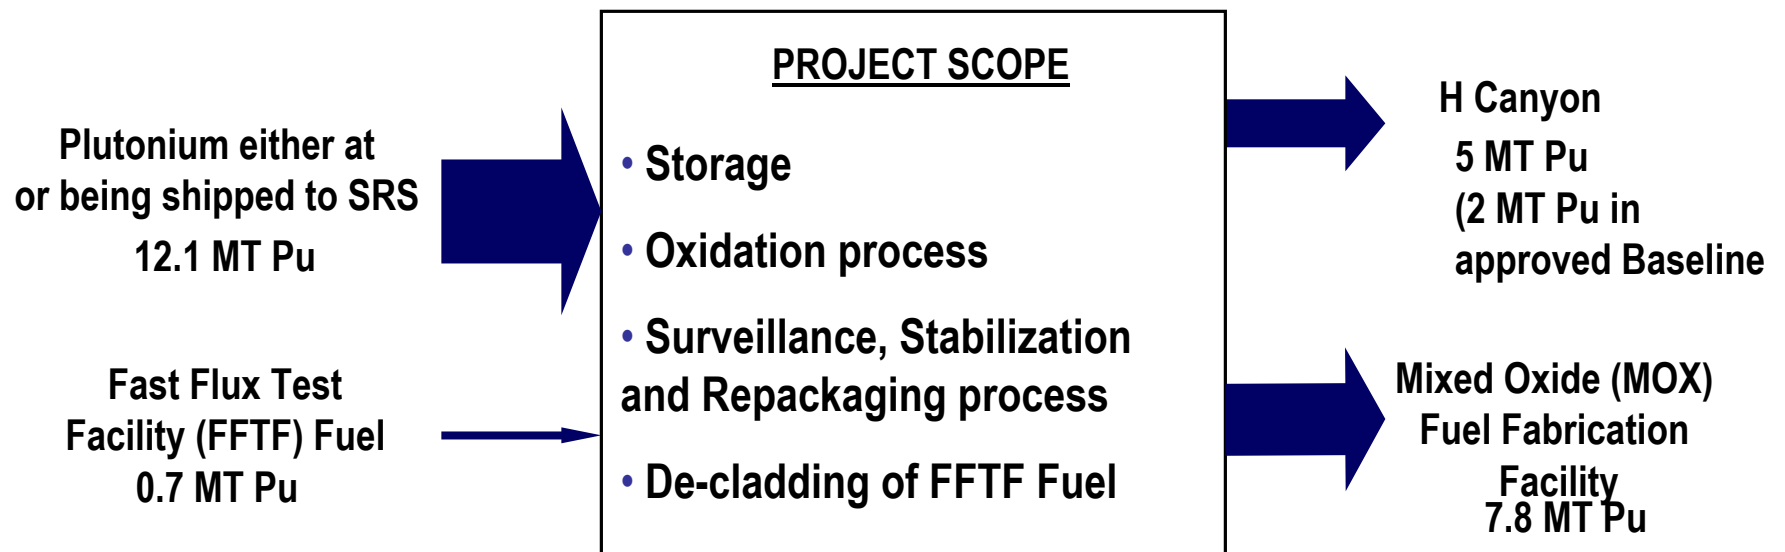 Plutonium either at
or being shipped to SRS
12.1 MT Pu
Fast Flux Test
Facility (FFTF) Fuel
0.7 MT Pu
PROJECT SCOPE
• Storage
• Oxidation process
• Surveillance, Stabilization
and Repackaging process
• De-cladding of FFTF Fuel
H Canyon
5 MT Pu
(2 MT Pu in
approved Baseline
Mixed Oxide (MOX)
Fuel Fabrication
Facility
7.8 MT Pu